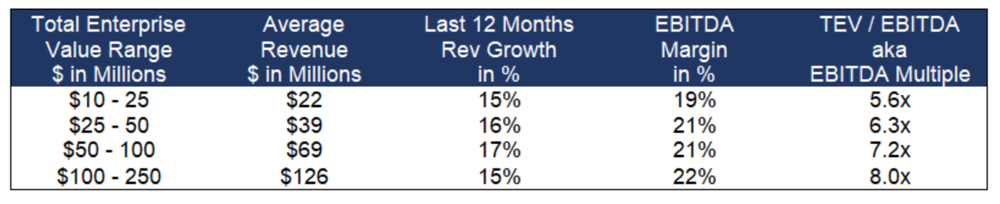 Total Enterprise Average Last 12 Months EBITDA TEV / EBITDA
Value Range Revenue Rev Growth Margin aka
$ in Millions $ in Millions in % in % EBITDA Multiple
$10 - 25 $22 15% 19% 5.6x
$25 - 50 $39 16% 21% 6.3x
$50 - 100 $69 17% 21% 7.2x
$100 - 250 $126 15% 22% 8.0x